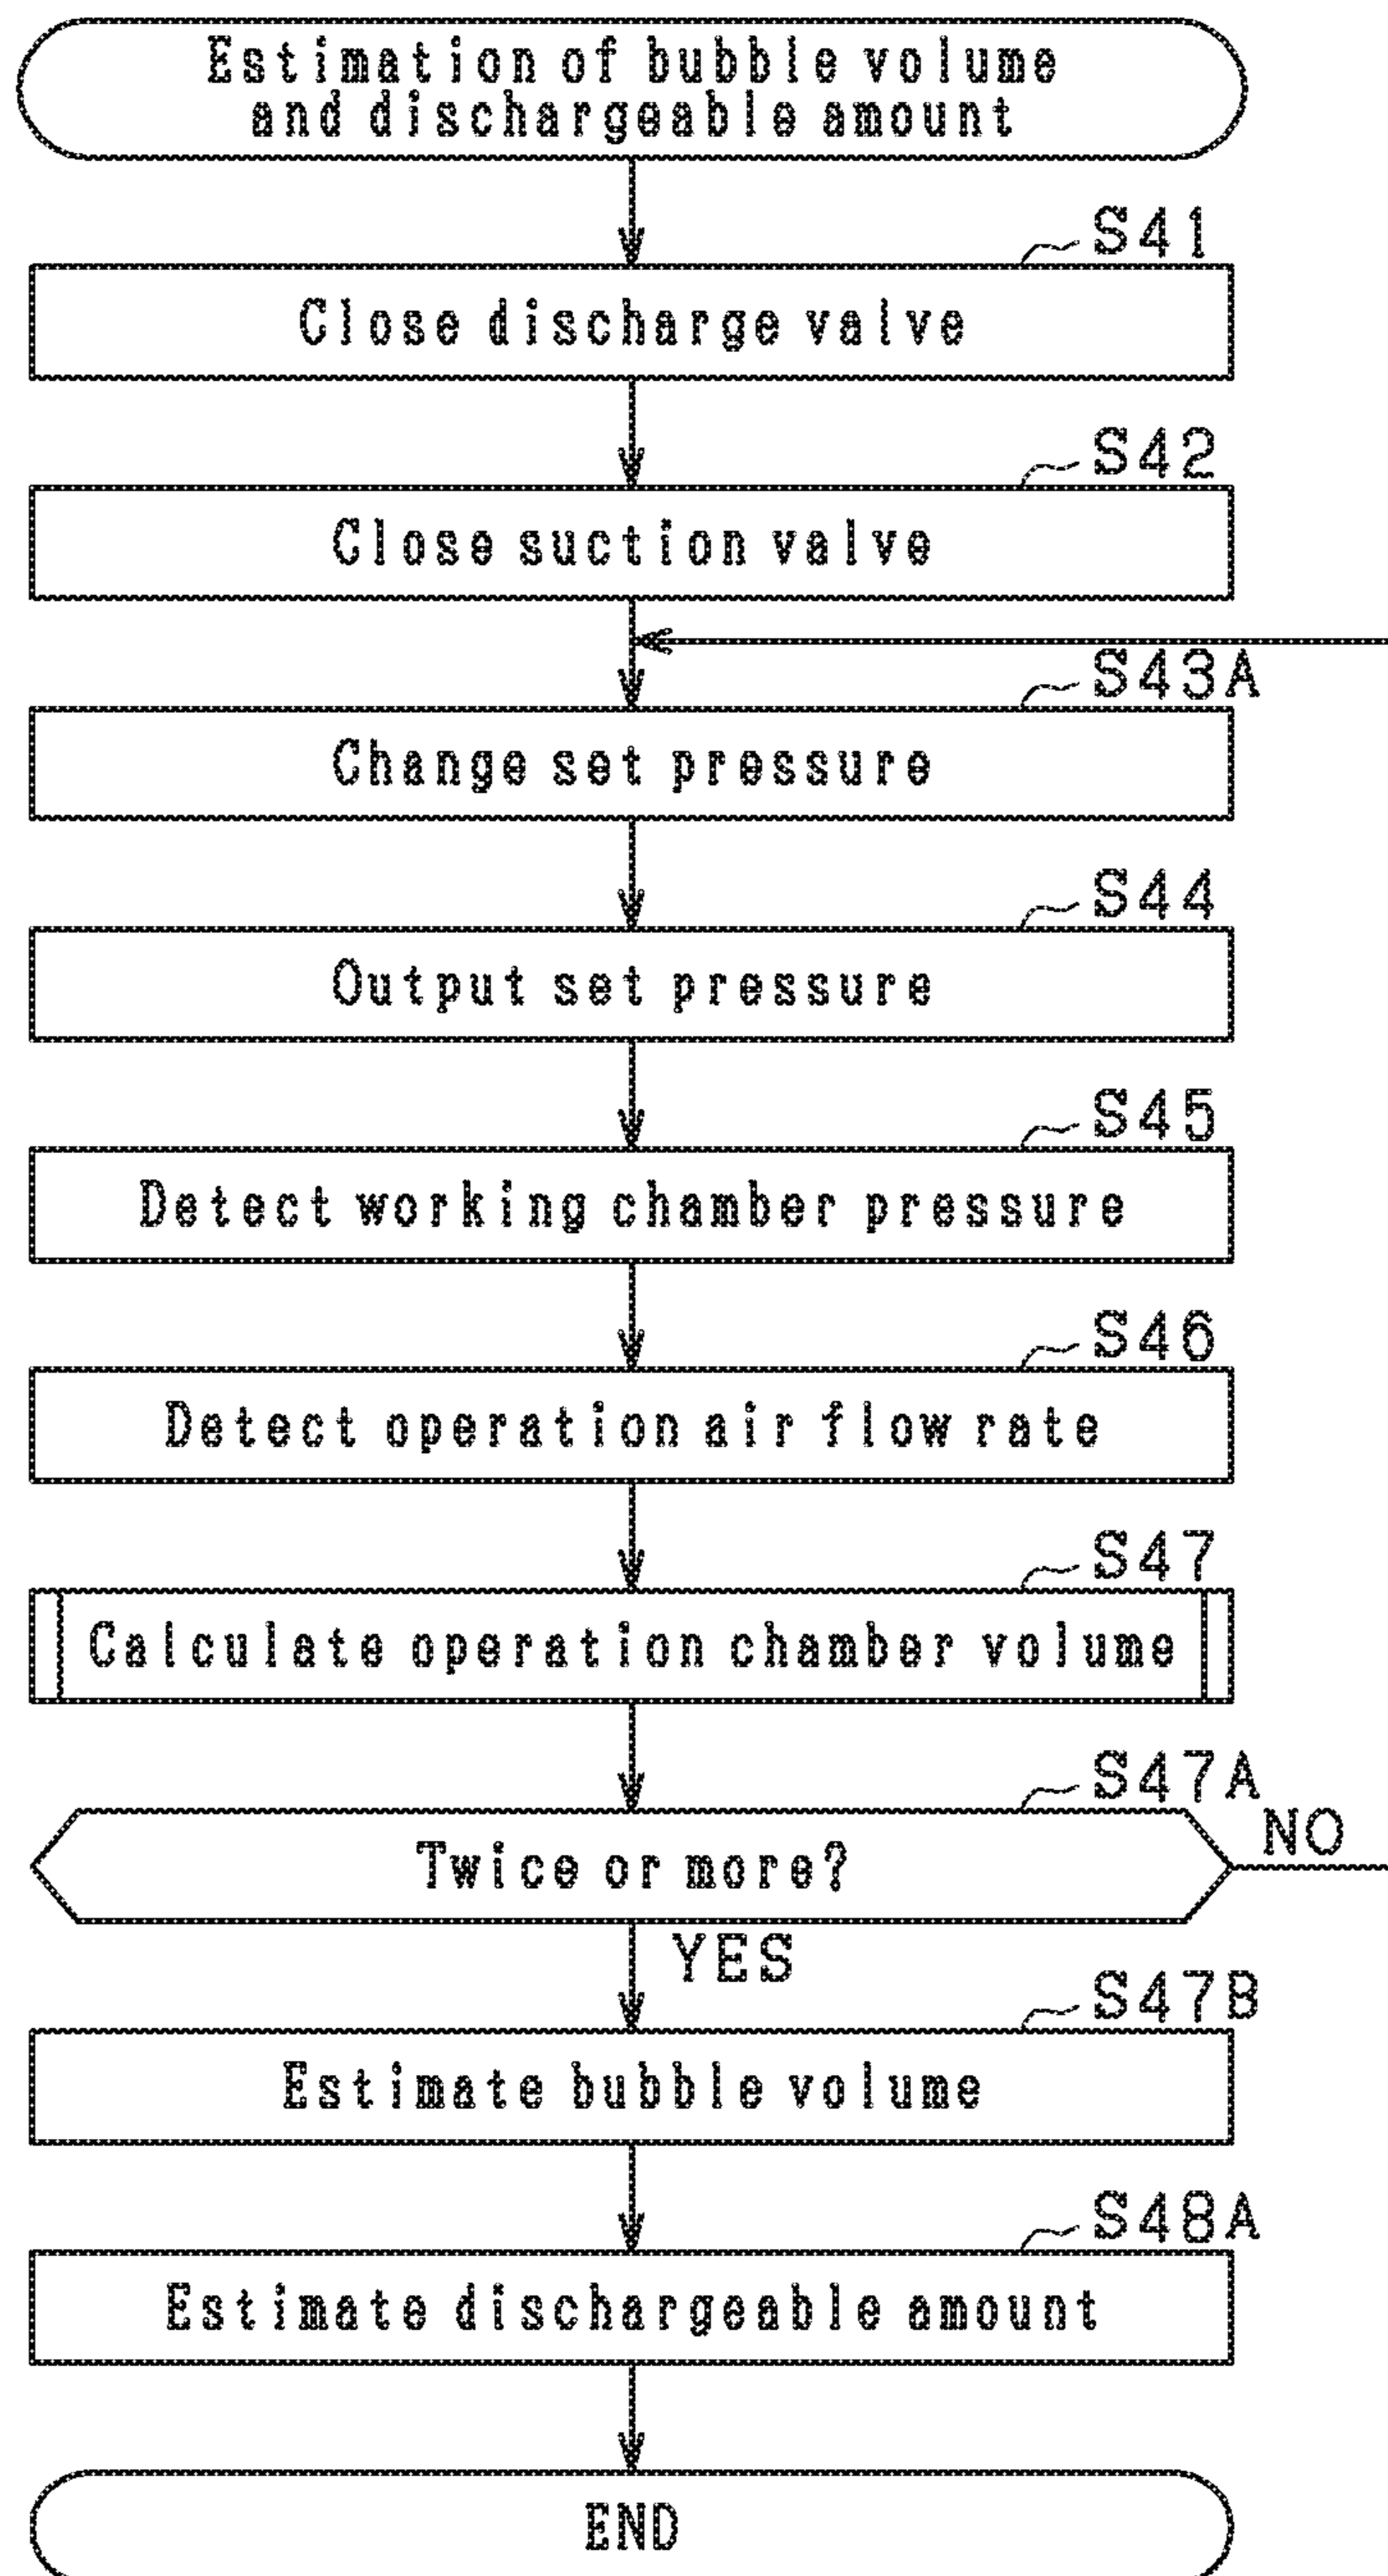 Estimation of bubble volume
and dischargeable amount
S41
Close discharge valve
S42
Close suction valve
S43A
Change set pressure
S44
Output set pressure
S45
Detect working chamber pressure
S46
Detect operation air flow rate
S47
Calculate operation chamber volume
S47A
Twice or more?
NO
YES
S47B
Estimate bubble volume
S48A
Estimate dischargeable amount
END